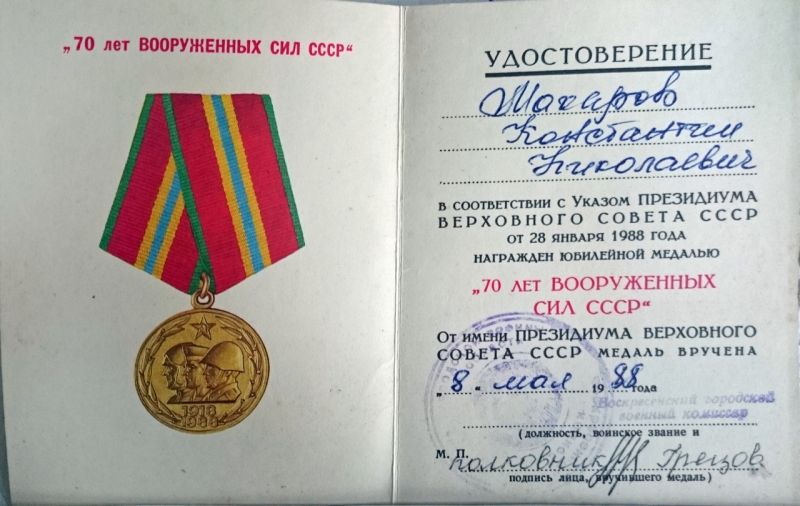 „70 лет ВООРУЖЕННЫХ СИЛ СССР“
1918
1988
УДОСТОВЕРЕНИЕ
Макаров
Константин
Николаевич
В СООТВЕТСТВИИ С УКАЗОМ ПРЕЗИДИУМА
ВЕРХОВНОГО СОВЕТА СССР
ОТ 28 ЯНВАРЯ 1988 ГОДА
НАГРАЖДЕН ЮБИЛЕЙНОЙ МЕДАЛЬЮ
„70 ЛЕТ ВООРУЖЕННЫХ
СИЛ СССР“
ОТ ИМЕНИ ПРЕЗИДИУМА ВЕРХОВНОГО
СОВЕТА СССР МЕДАЛЬ ВРУЧЕНА
„8“ мая 1988 года
Воскресенский городской
военный комиссар
(должность, воинское звание и
М. П. полковник Грецов
подпись лица, вручившего медаль)